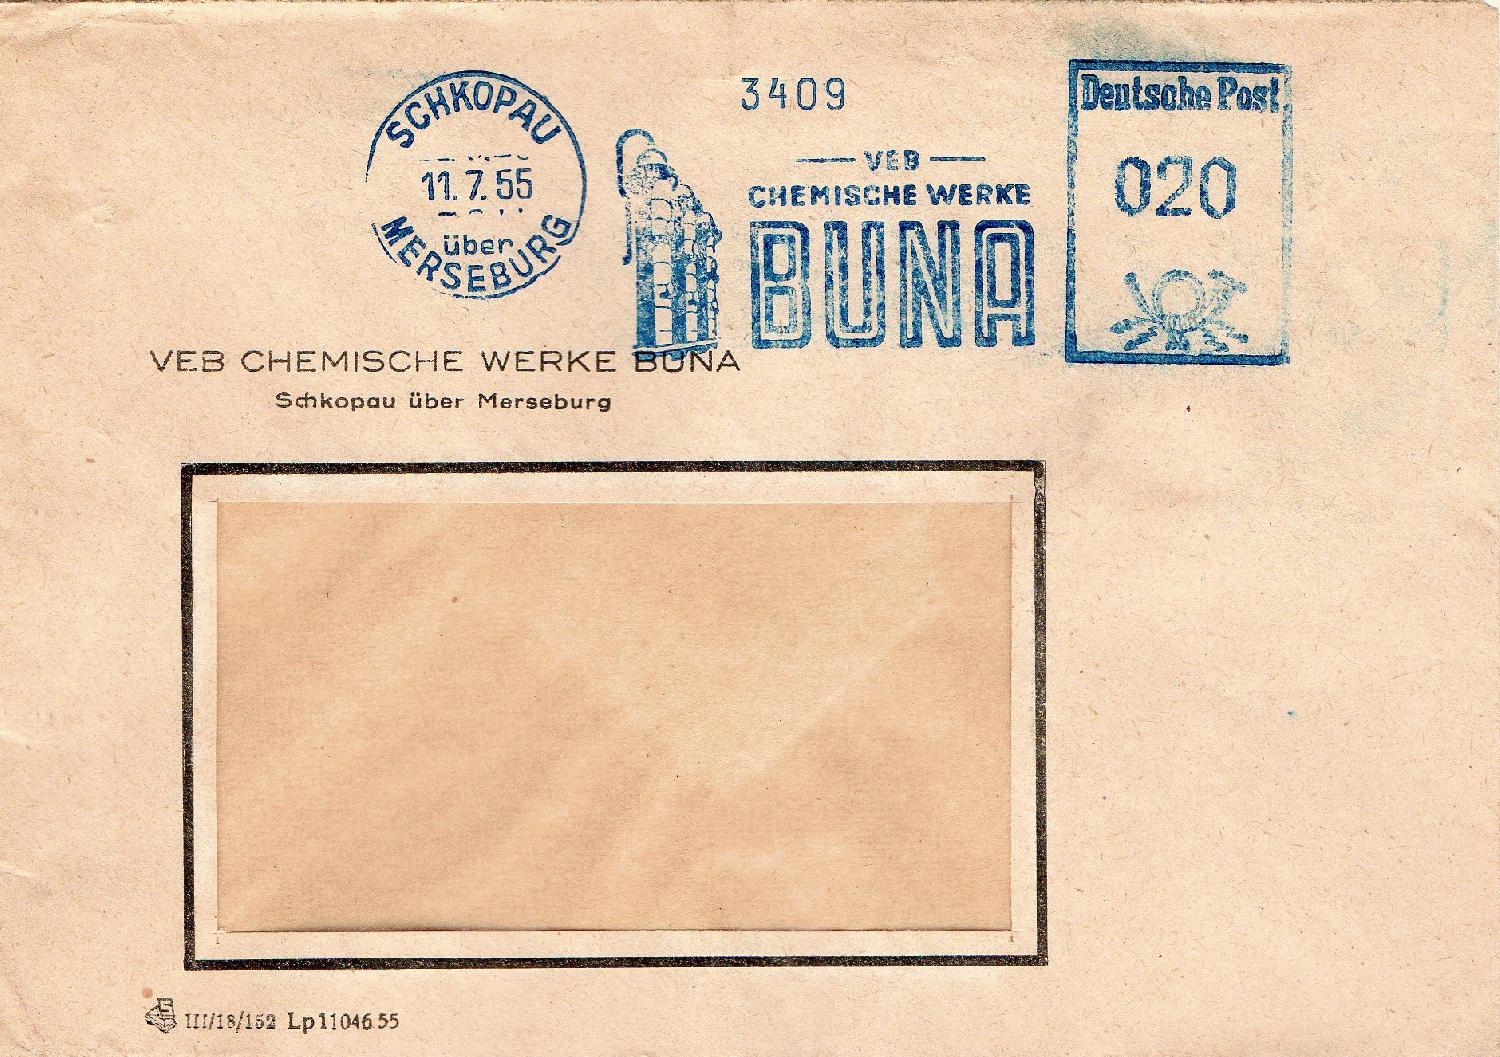 SCHKOPAU
11.7.55
über
MERSEBURG
3409
VEB
CHEMISCHE WERKE
BUNA
Deutsche Post
020
VEB CHEMISCHE WERKE BUNA
Schkopau über Merseburg
III/18/152 Lp 11046 55